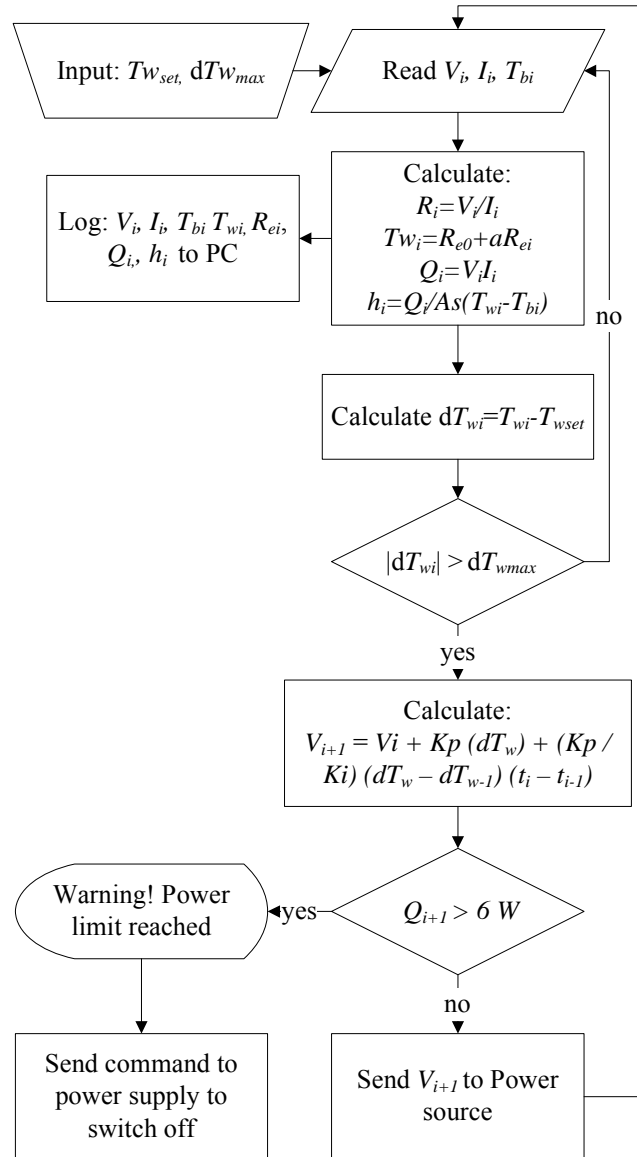 Input: Tw_set, dTw_max
Read V_i, I_i, T_bi
Calculate:
R_i=V_i/I_i
Tw_i=R_e0+aR_ei
Q_i=V_iI_i
h_i=Q_i/As(T_wi-T_bi)
Log: V_i, I_i, T_bi T_wi, R_ei,
Q_i,, h_i to PC
no
Calculate dT_wi=T_wi-T_wset
|dT_wi| > dT_wmax
yes
Calculate:
V_i+1 = Vi + Kp (dT_w) + (Kp /
Ki) (dT_w – dT_w-1) (t_i – t_i-1)
Warning! Power
limit reached
yes
Q_i+1 > 6 W
no
Send command to
power supply to
switch off
Send V_i+1 to Power
source